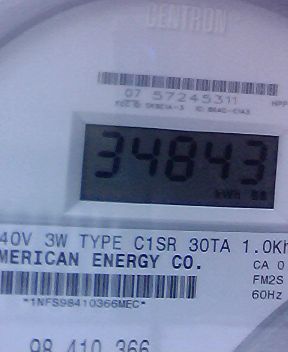 CENTRON
07 57245311
34843
kWh
40V 3W TYPE C1SR 30TA 1.0Kh
MERICAN ENERGY CO.
CA 0
FM2S
60Hz
*1NFS98410366MEC*
98 410 366